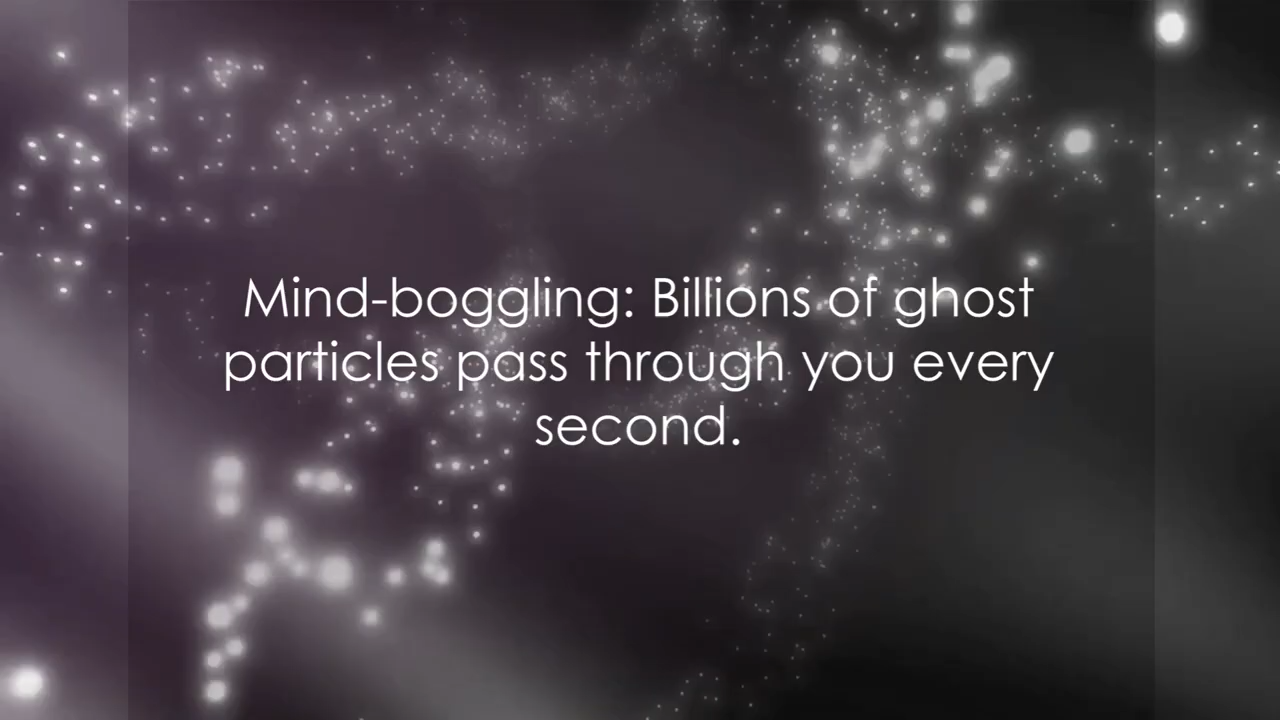 Mind-boggling: Billions of ghost
particles pass through you every
second.